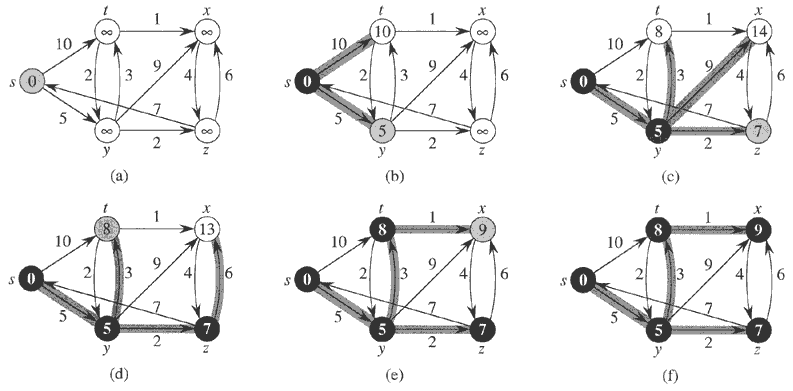 t x t x t x
1 1 1
∞ ∞ 10 ∞ 8 14
10 10 10
9 9 9
s 0 2 3 4 6 s 0 2 3 4 6 s 0 2 3 4 6
7 7 7
5 5 5
∞ ∞ 5 ∞ 5 7
2 2 2
y z y z y z
(a) (b) (c)
t x t x t x
1 1 1
8 13 8 9 8 9
10 10 10
9 9 9
s 0 2 3 4 6 s 0 2 3 4 6 s 0 2 3 4 6
7 7 7
5 5 5
5 7 5 7 5 7
2 2 2
y z y z y z
(d) (e) (f)